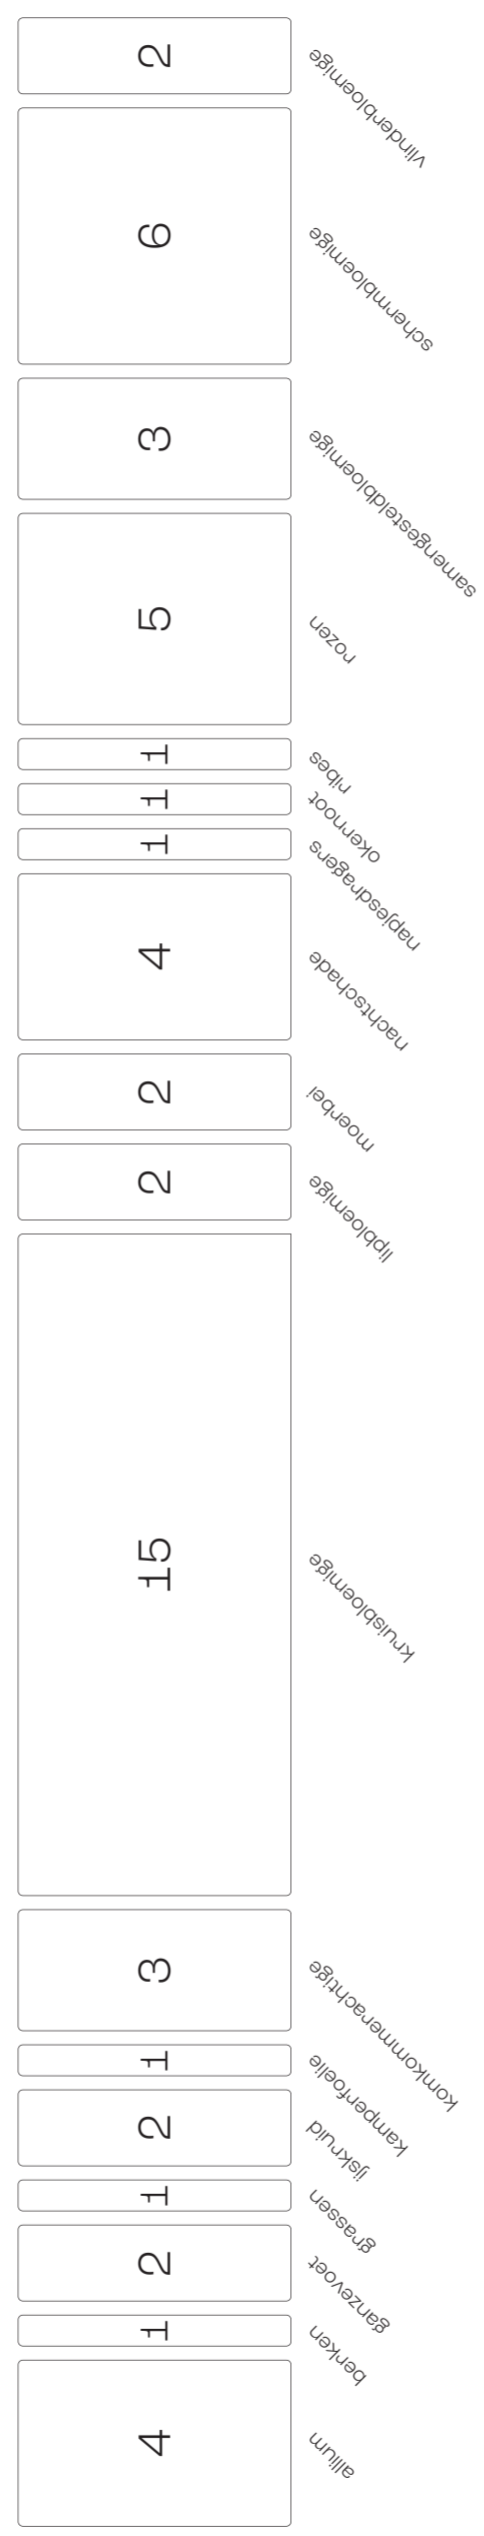 2
vlinderbloemige
6
schermbloemige
3
samengesteldbloemige
5
rozen
1
ribes
1
okernoot
1
napjesdragers
4
nachtschade
2
moerbei
2
lipbloemige
15
kruisbloemige
3
komkommerachtige
1
kamperfoelie
2
ijskruid
1
grassen
2
ganzevoet
1
berken
4
allium